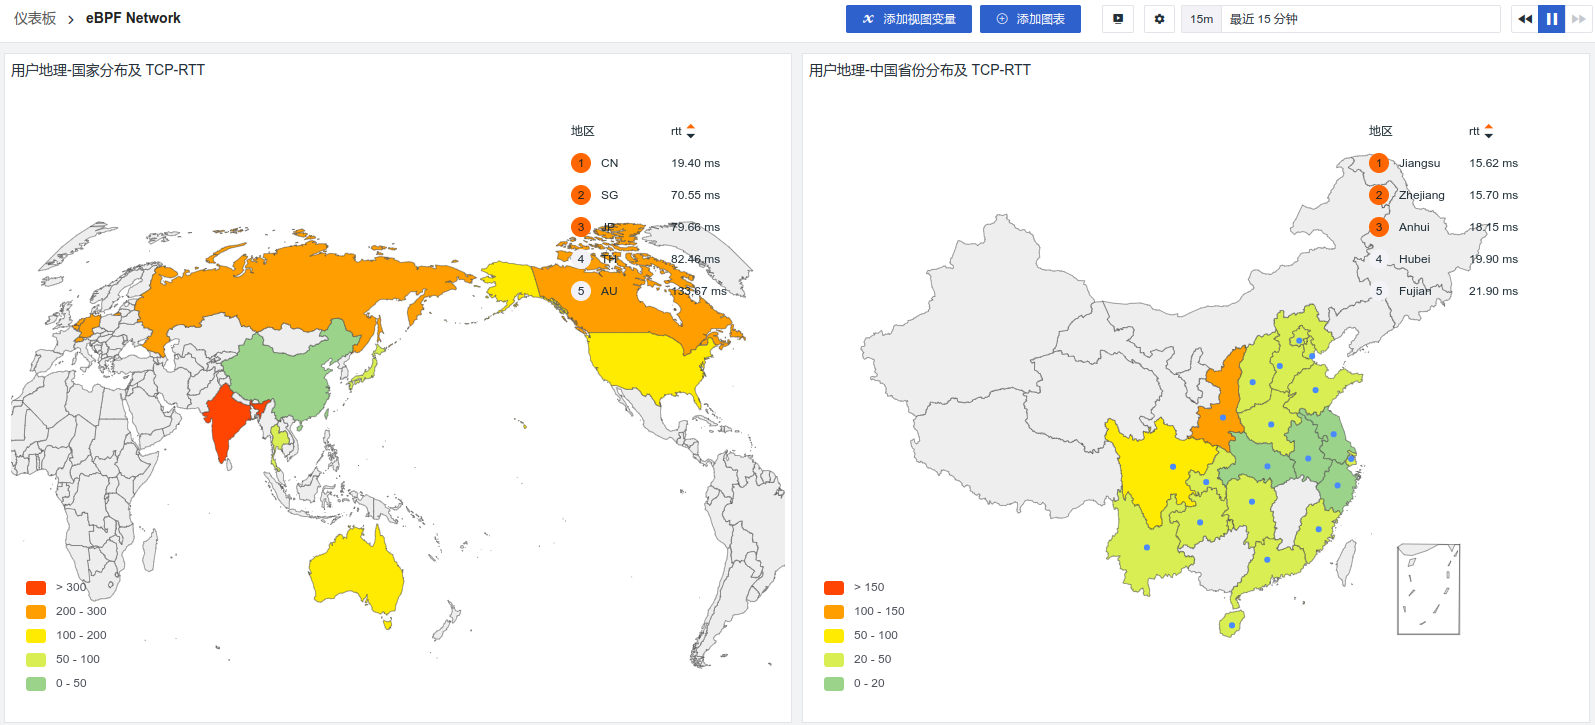 仪表板 > eBPF Network
添加视图变量
添加图表
15m 最近 15 分钟
用户地理-国家分布及 TCP-RTT
地区 rtt
1 CN 19.40 ms
2 SG 70.55 ms
3 JP 79.66 ms
4 TH 82.46 ms
5 AU 133.67 ms
> 300
200 - 300
100 - 200
50 - 100
0 - 50
用户地理-中国省份分布及 TCP-RTT
地区 rtt
1 Jiangsu 15.62 ms
2 Zhejiang 15.70 ms
3 Anhui 18.15 ms
4 Hubei 19.90 ms
5 Fujian 21.90 ms
> 150
100 - 150
50 - 100
20 - 50
0 - 20